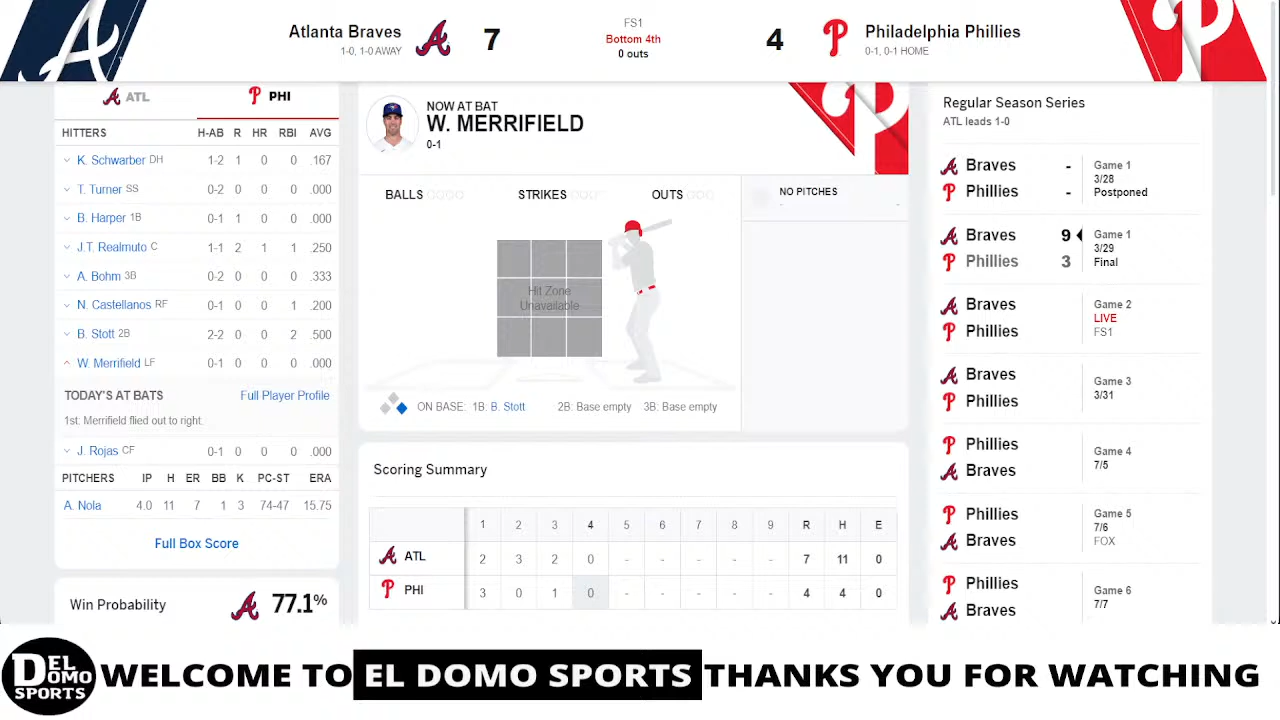 Atlanta Braves
1-0, 1-0 AWAY
7
FS1
Bottom 4th
0 outs
4
Philadelphia Phillies
0-1, 0-1 HOME
ATL
PHI
HITTERS H-AB R HR RBI AVG
K. Schwarber DH 1-2 1 0 0 .167
T. Turner SS 0-2 0 0 0 .000
B. Harper 1B 0-1 1 0 0 .000
J.T. Realmuto C 1-1 2 1 1 .250
A. Bohm 3B 0-2 0 0 0 .333
N. Castellanos RF 0-1 0 0 1 .200
B. Stott 2B 2-2 0 0 2 .500
W. Merrifield LF 0-1 0 0 0 .000
TODAY'S AT BATS Full Player Profile
1st: Merrifield flied out to right.
J. Rojas CF 0-1 0 0 0 .000
PITCHERS IP H ER BB K PC-ST ERA
A. Nola 4.0 11 7 1 3 74-47 15.75
Full Box Score
Win Probability 77.1%
NOW AT BAT
W. MERRIFIELD
0-1
BALLS STRIKES OUTS
NO PITCHES
- -
Hit Zone
Unavailable
ON BASE: 1B: B. Stott 2B: Base empty 3B: Base empty
Scoring Summary
1 2 3 4 5 6 7 8 9 R H E
ATL 2 3 2 0 - - - - - 7 11 0
PHI 3 0 1 0 - - - - - 4 4 0
Regular Season Series
ATL leads 1-0
Braves - Game 1
3/28
Phillies - Postponed
Braves 9 Game 1
3/29
Phillies 3 Final
Braves Game 2
LIVE
Phillies FS1
Braves Game 3
3/31
Phillies
Phillies Game 4
7/5
Braves
Phillies Game 5
7/6
Braves FOX
Phillies Game 6
7/7
Braves
DEL DOMO SPORTS
WELCOME TO EL DOMO SPORTS THANKS YOU FOR WATCHING